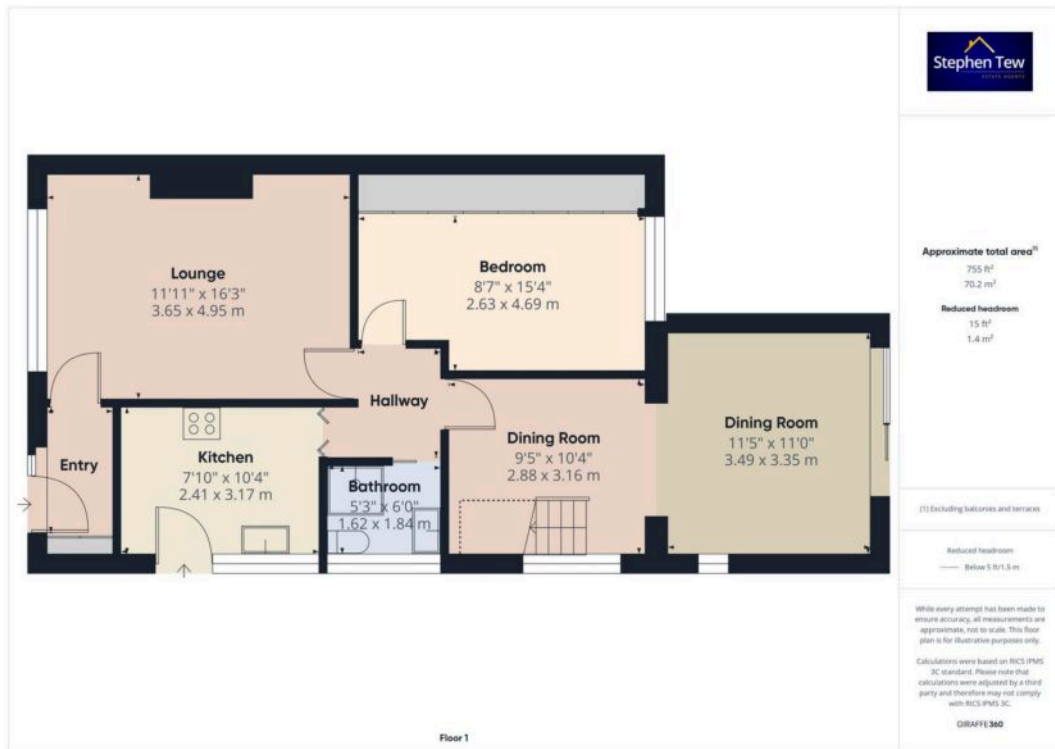 Stephen Tew
ESTATE AGENTS
Lounge
11'11" x 16'3"
3.65 x 4.95 m
Bedroom
8'7" x 15'4"
2.63 x 4.69 m
Hallway
Entry
Kitchen
7'10" x 10'4"
2.41 x 3.17 m
Bathroom
5'3" x 6'0"
1.62 x 1.84 m
Dining Room
9'5" x 10'4"
2.88 x 3.16 m
Dining Room
11'5" x 11'0"
3.49 x 3.35 m
Floor 1
Approximate total area(1)
755 ft²
70.2 m²
Reduced headroom
15 ft²
1.4 m²
(1) Excluding balconies and terraces
Reduced headroom
Below 5 ft/1.5 m
While every attempt has been made to
ensure accuracy, all measurements are
approximate, not to scale. This floor
plan is for illustrative purposes only.
Calculations were based on RICS IPMS
3C standard. Please note that
calculations were adjusted by a third
party and therefore may not comply
with RICS IPMS 3C.
GIRAFFE360